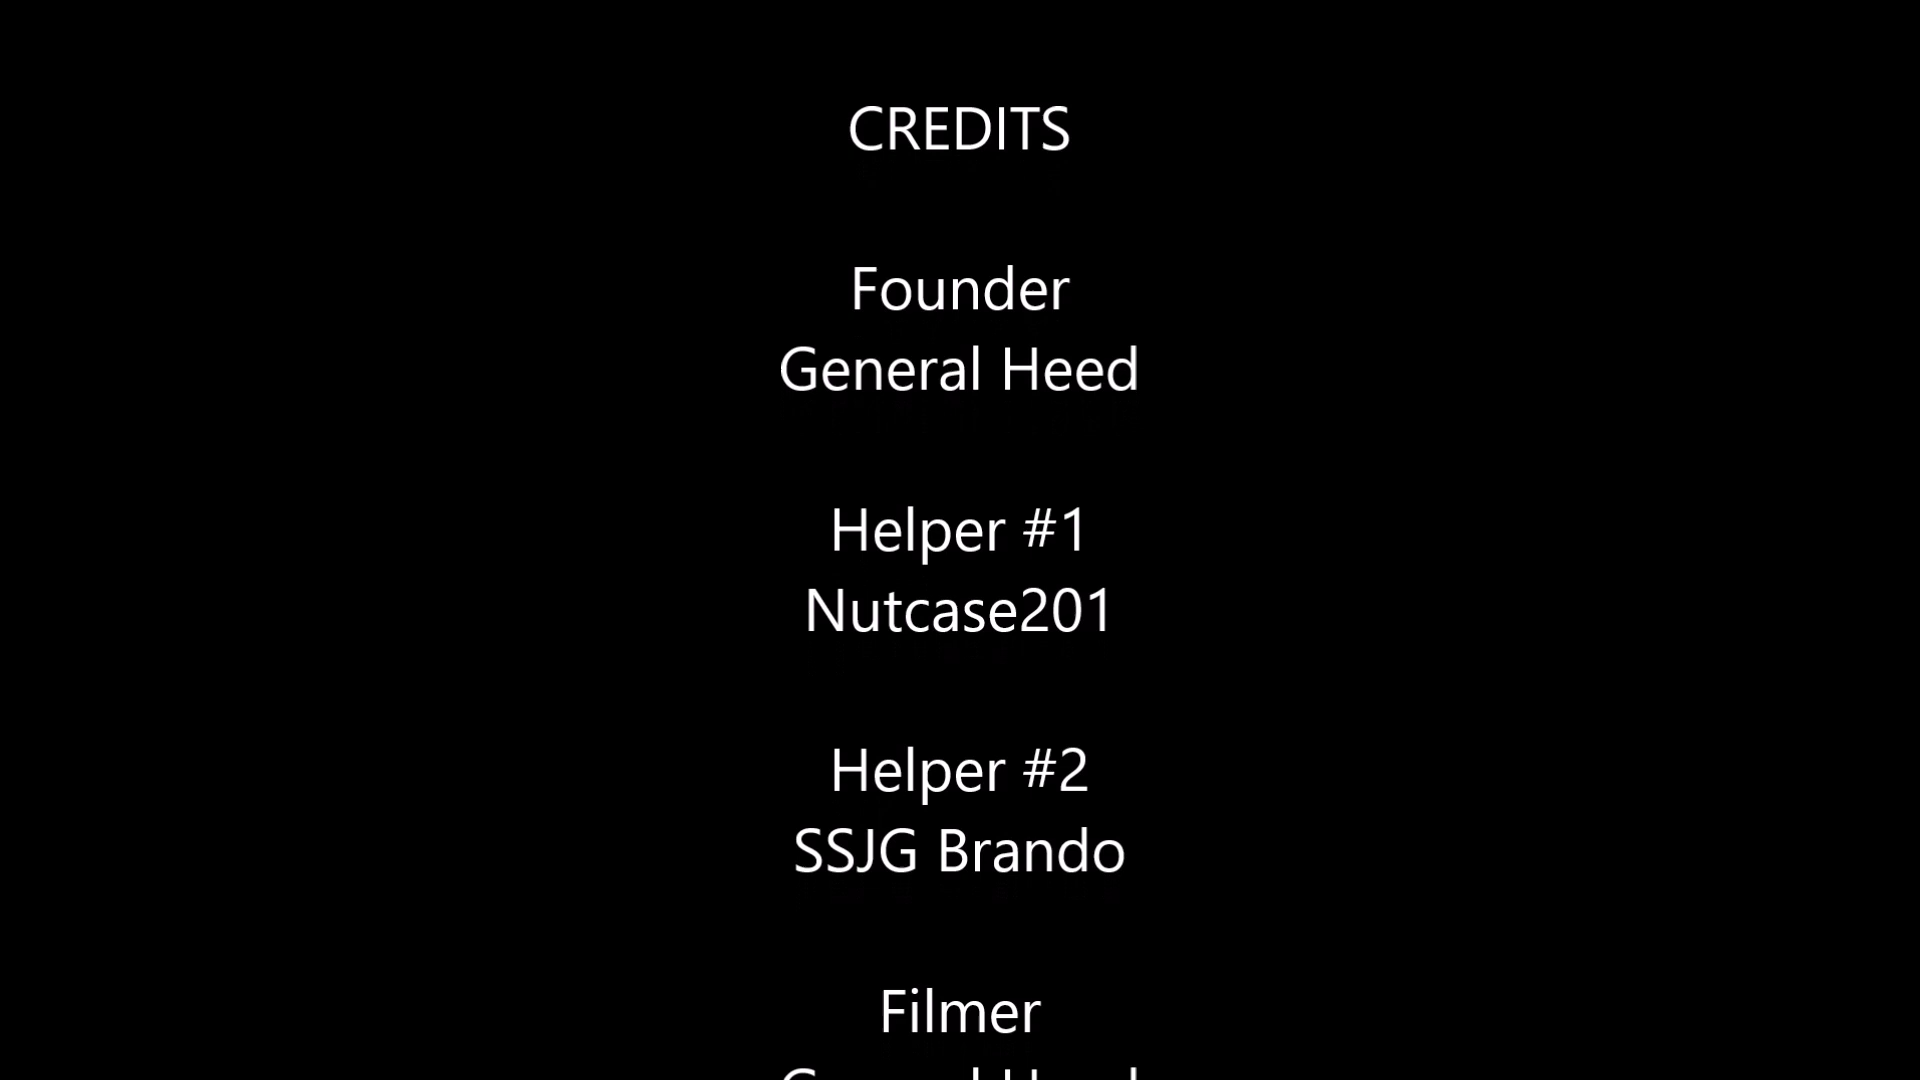 CREDITS
Founder
General Heed
Helper #1
Nutcase201
Helper #2
SSJG Brando
Filmer